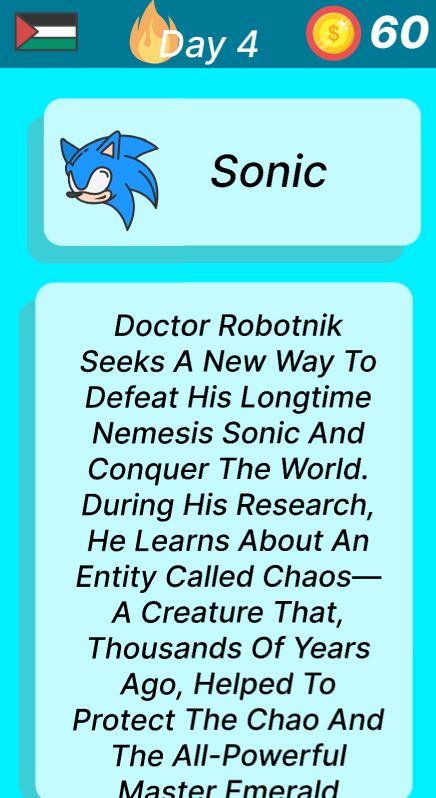 Day 4
60
Sonic
Doctor Robotnik
Seeks A New Way To
Defeat His Longtime
Nemesis Sonic And
Conquer The World.
During His Research,
He Learns About An
Entity Called Chaos—
A Creature That,
Thousands Of Years
Ago, Helped To
Protect The Chao And
The All-Powerful
Master Emerald